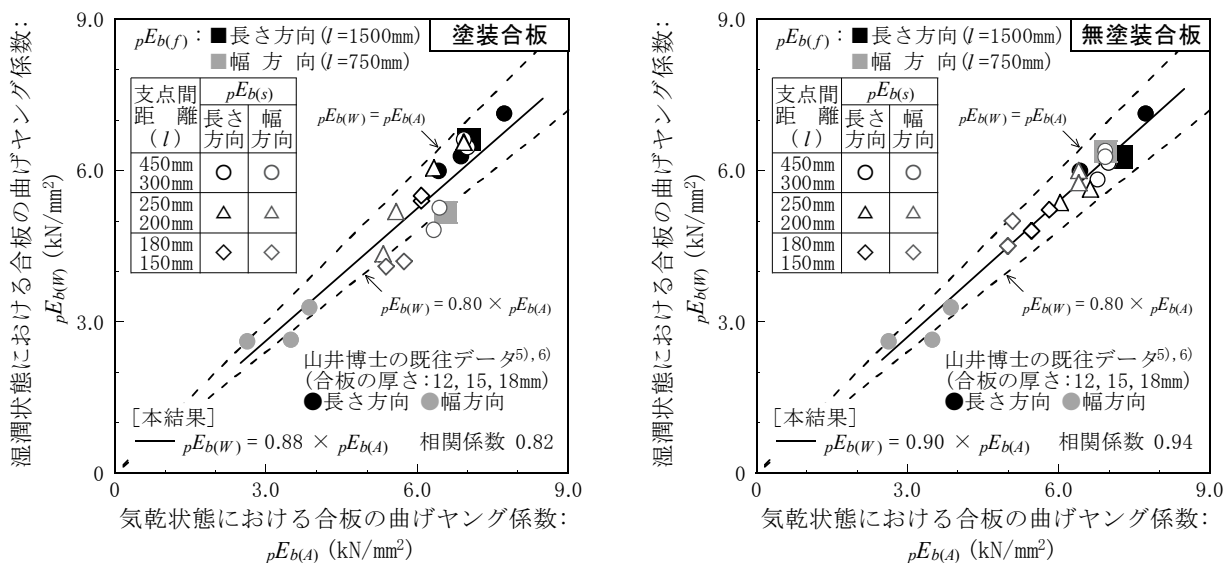 湿潤状態における合板の曲げヤング係数:
pEb(W) (kN/mm²)
9.0
6.0
3.0
0
pEb(f) : ■長さ方向(l=1500mm)
■幅 方 向(l=750mm)
塗装合板
支点間
距 離
(l)
pEb(s)
長さ
方向
幅
方向
450mm
300mm
250mm
200mm
180mm
150mm
pEb(W) = pEb(A)
pEb(W) = 0.80 × pEb(A)
山井博士の既往データ5),6)
(合板の厚さ:12, 15, 18mm)
●長さ方向 ●幅方向
[本結果]
pEb(W) = 0.88 × pEb(A) 相関係数 0.82
0 3.0 6.0 9.0
気乾状態における合板の曲げヤング係数:
pEb(A) (kN/mm²)
湿潤状態における合板の曲げヤング係数:
pEb(W) (kN/mm²)
9.0
6.0
3.0
0
pEb(f) : ■長さ方向(l=1500mm)
■幅 方 向(l=750mm)
無塗装合板
支点間
距 離
(l)
pEb(s)
長さ
方向
幅
方向
450mm
300mm
250mm
200mm
180mm
150mm
pEb(W) = pEb(A)
pEb(W) = 0.80 × pEb(A)
山井博士の既往データ5),6)
(合板の厚さ:12, 15, 18mm)
●長さ方向 ●幅方向
[本結果]
pEb(W) = 0.90 × pEb(A) 相関係数 0.94
0 3.0 6.0 9.0
気乾状態における合板の曲げヤング係数:
pEb(A) (kN/mm²)